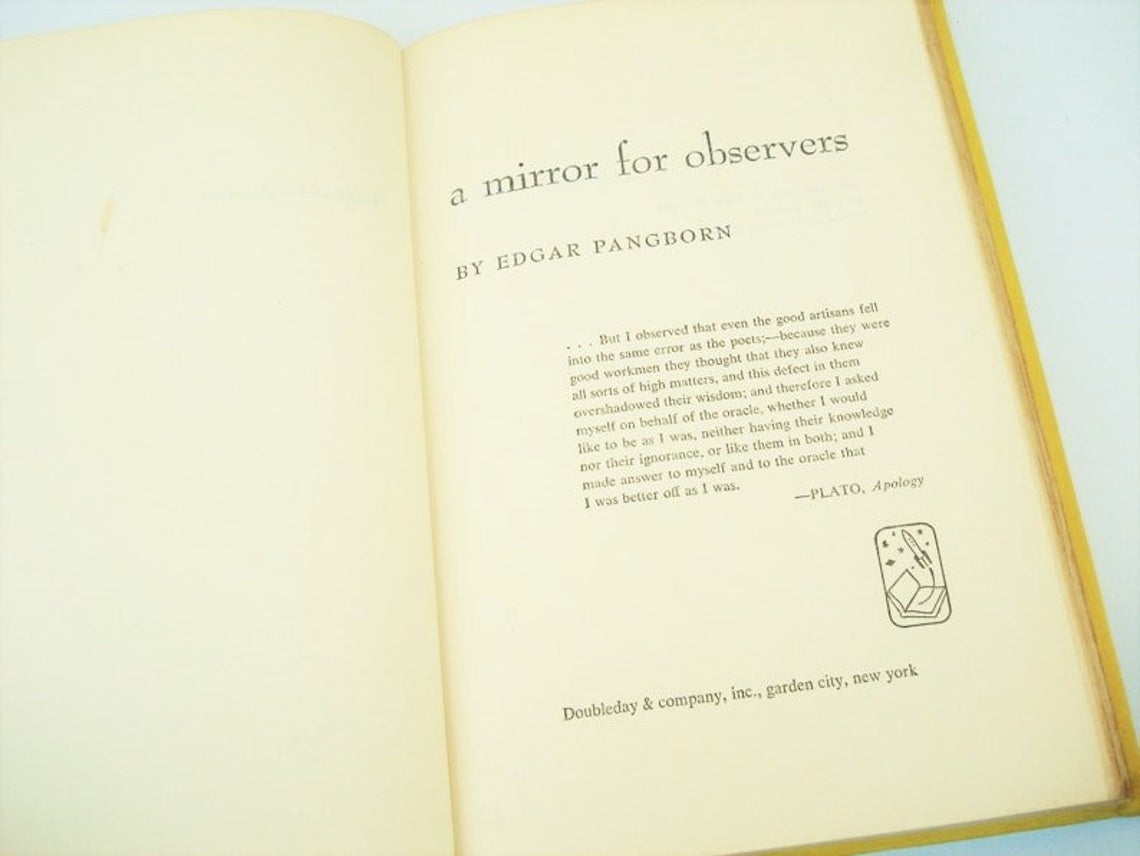 a mirror for observers
BY EDGAR PANGBORN
. . . But I observed that even the good artisans fell
into the same error as the poets;—because they were
good workmen they thought that they also knew
all sorts of high matters, and this defect in them
overshadowed their wisdom; and therefore I asked
myself on behalf of the oracle, whether I would
like to be as I was, neither having their knowledge
nor their ignorance, or like them in both; and I
made answer to myself and to the oracle that
I was better off as I was.
—PLATO, Apology
Doubleday & company, inc., garden city, new york